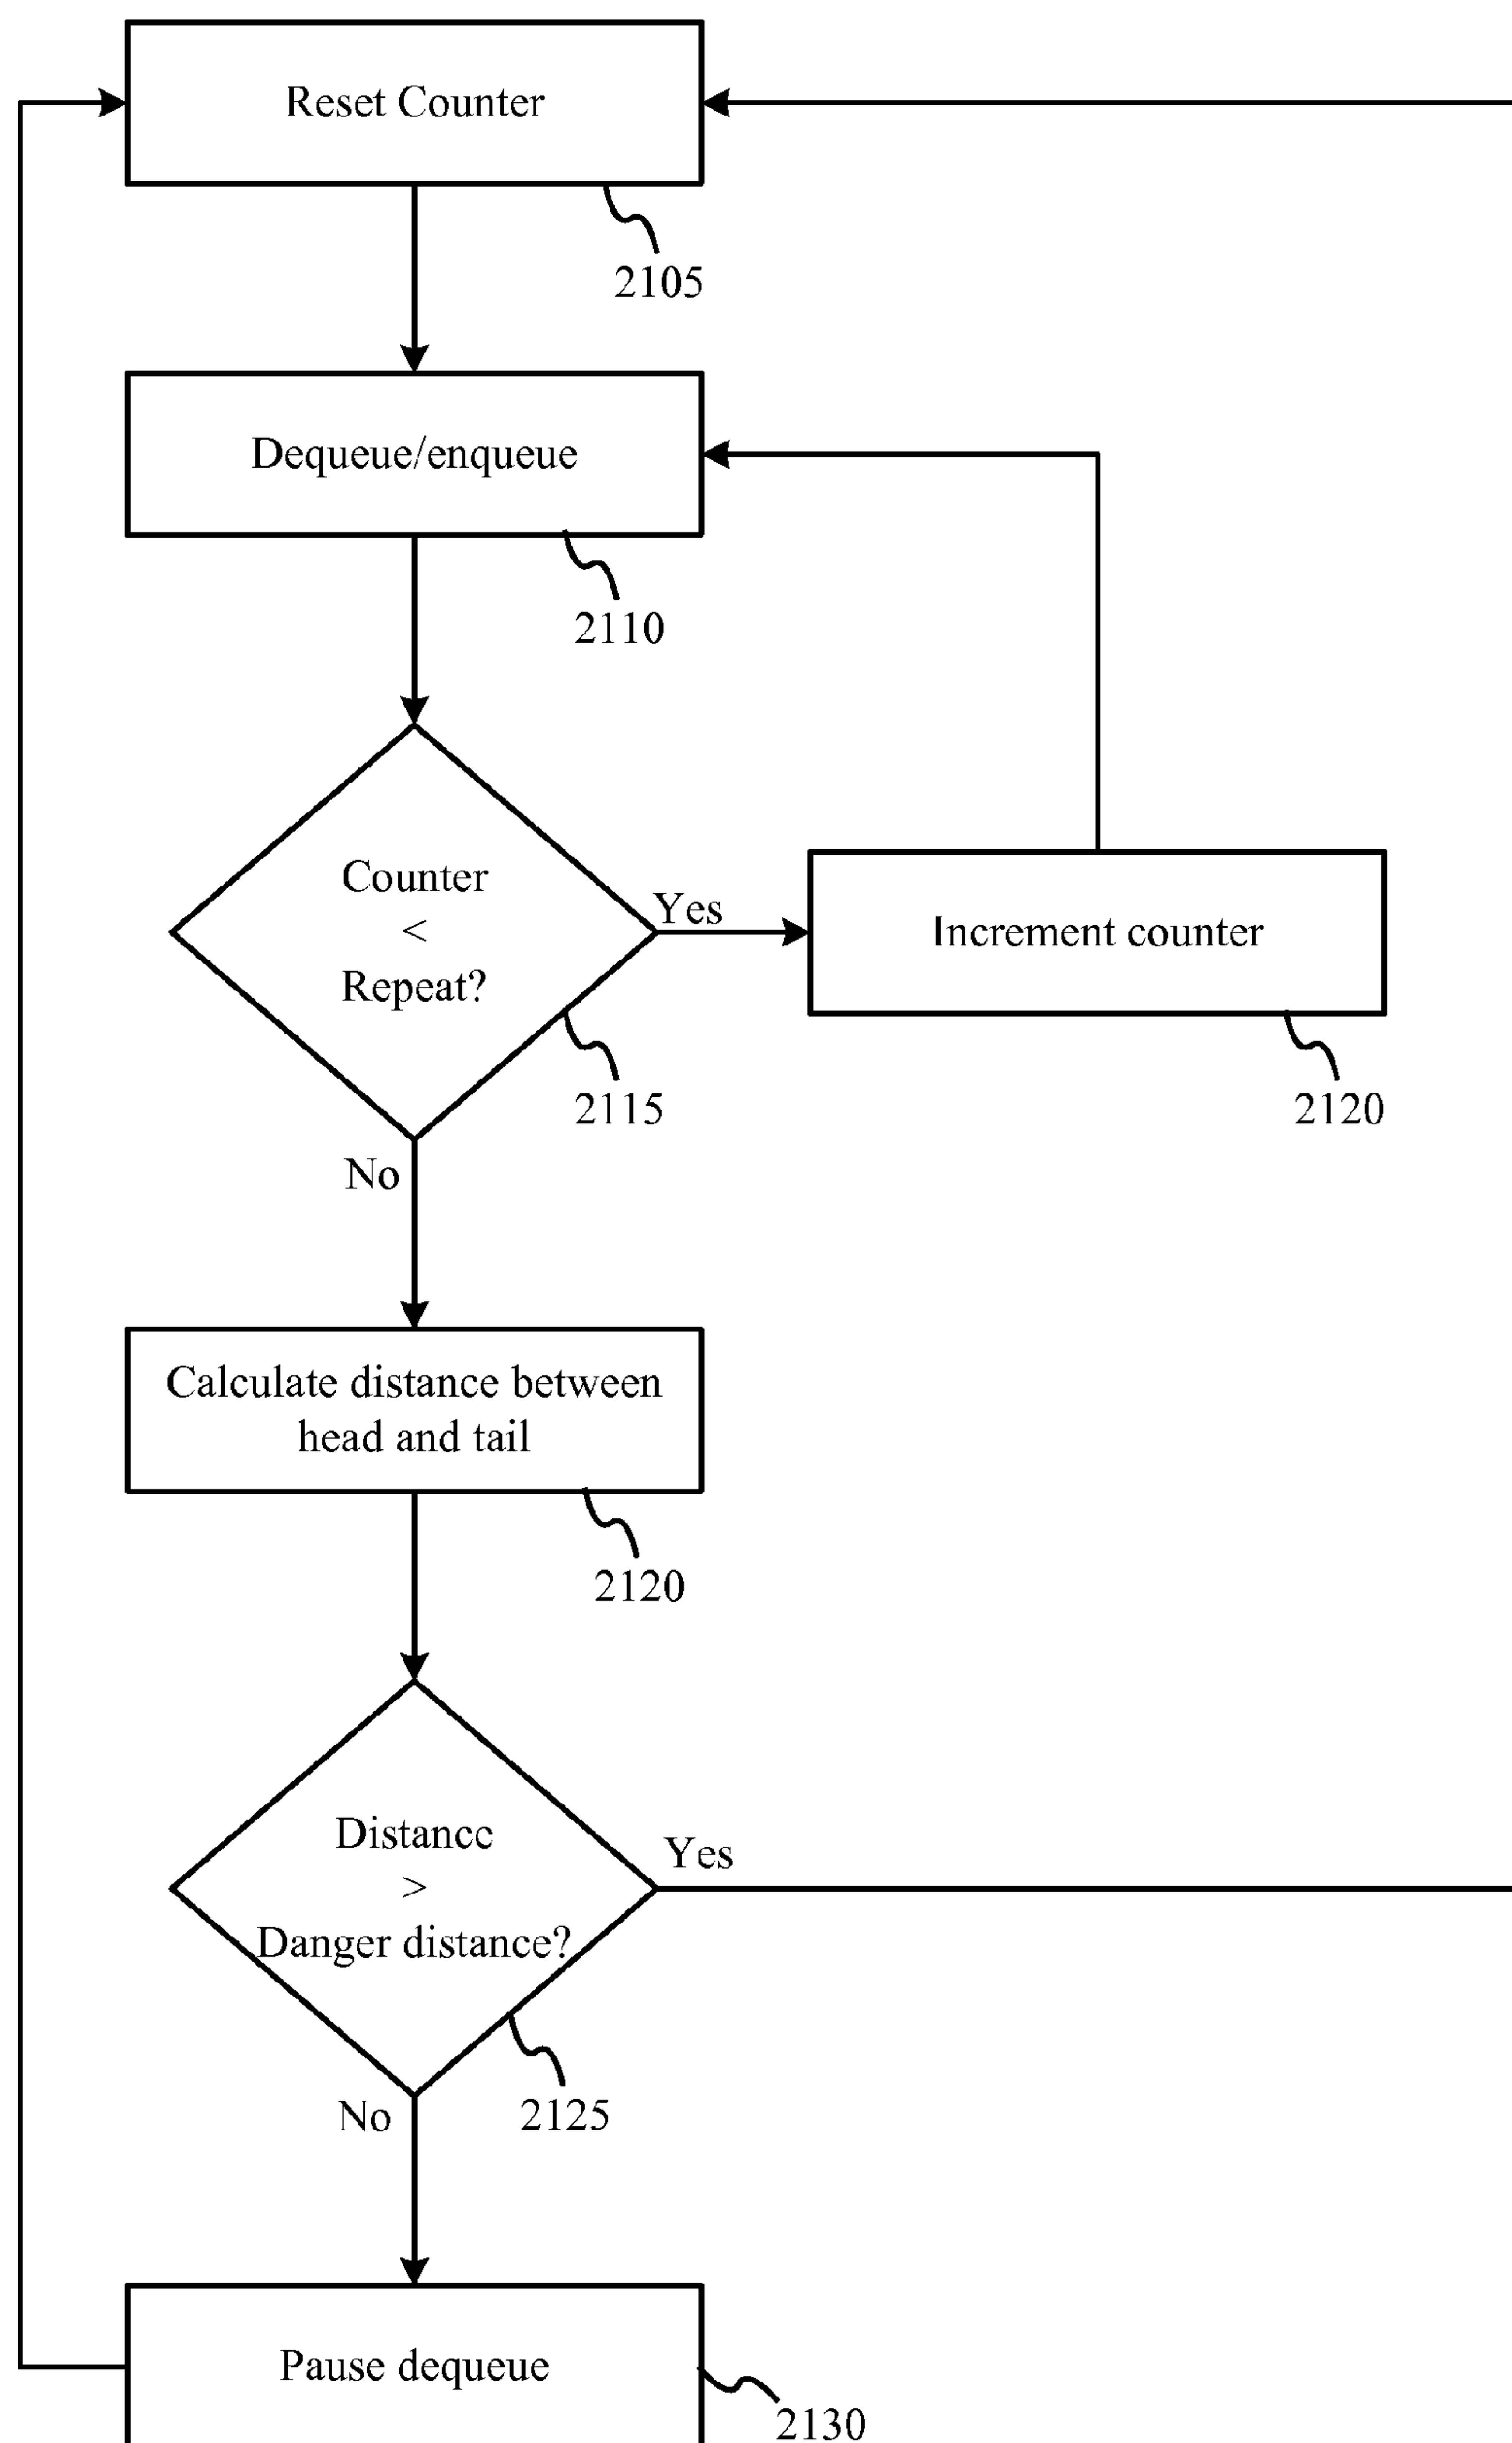 Reset Counter
2105
Dequeue/enqueue
2110
Counter
<
Repeat?
Yes
Increment counter
2115
2120
No
Calculate distance between
head and tail
2120
Distance
>
Danger distance?
Yes
2125
No
Pause dequeue
2130